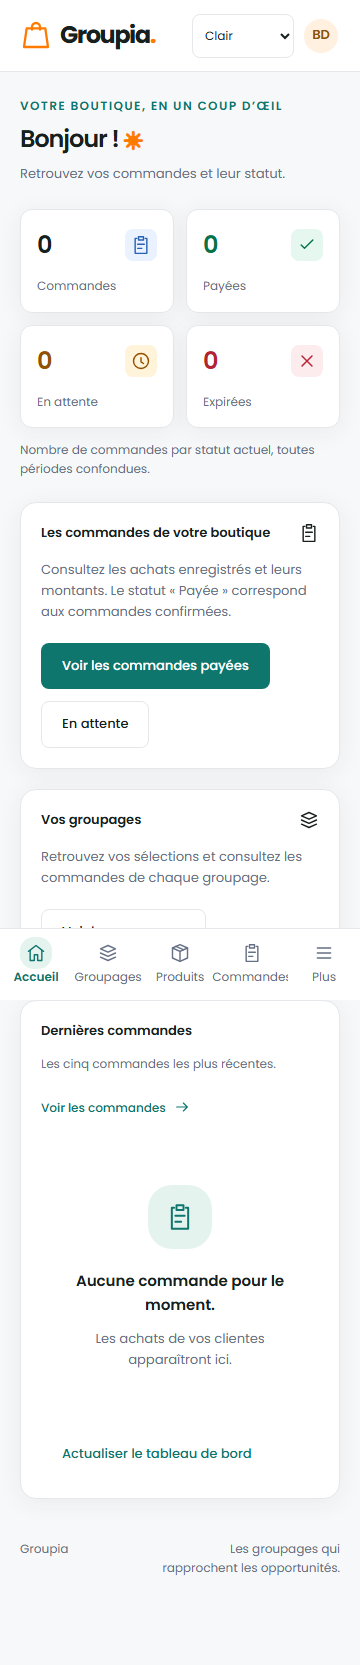 Groupia.
Clair
BD
VOTRE BOUTIQUE, EN UN COUP D’ŒIL
Bonjour !
Retrouvez vos commandes et leur statut.
0
Commandes
0
Payées
0
En attente
0
Expirées
Nombre de commandes par statut actuel, toutes
périodes confondues.
Les commandes de votre boutique
Consultez les achats enregistrés et leurs
montants. Le statut « Payée » correspond
aux commandes confirmées.
Voir les commandes payées
En attente
Vos groupages
Retrouvez vos sélections et consultez les
commandes de chaque groupage.
Accueil
Groupages
Produits
Commandes
Plus
Dernières commandes
Les cinq commandes les plus récentes.
Voir les commandes
Aucune commande pour le
moment.
Les achats de vos clients
apparaîtront ici.
Actualiser le tableau de bord
Groupia
Les groupages qui
rapprochent les opportunités.